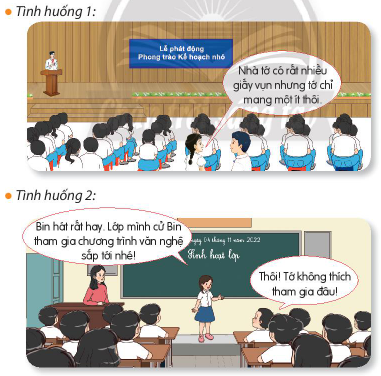 Tình huống 1:
Lễ phát động
Phong trào Kế hoạch nhỏ
Nhà tớ có rất nhiều
giấy vụn nhưng tớ chỉ
mang một ít thôi.
Tình huống 2:
Bin hát rất hay. Lớp mình cử Bin
tham gia chương trình văn nghệ
sắp tới nhé!
ngày 04 tháng 11 năm 2022
Sinh hoạt lớp
Thôi! Tớ không thích
tham gia đâu!